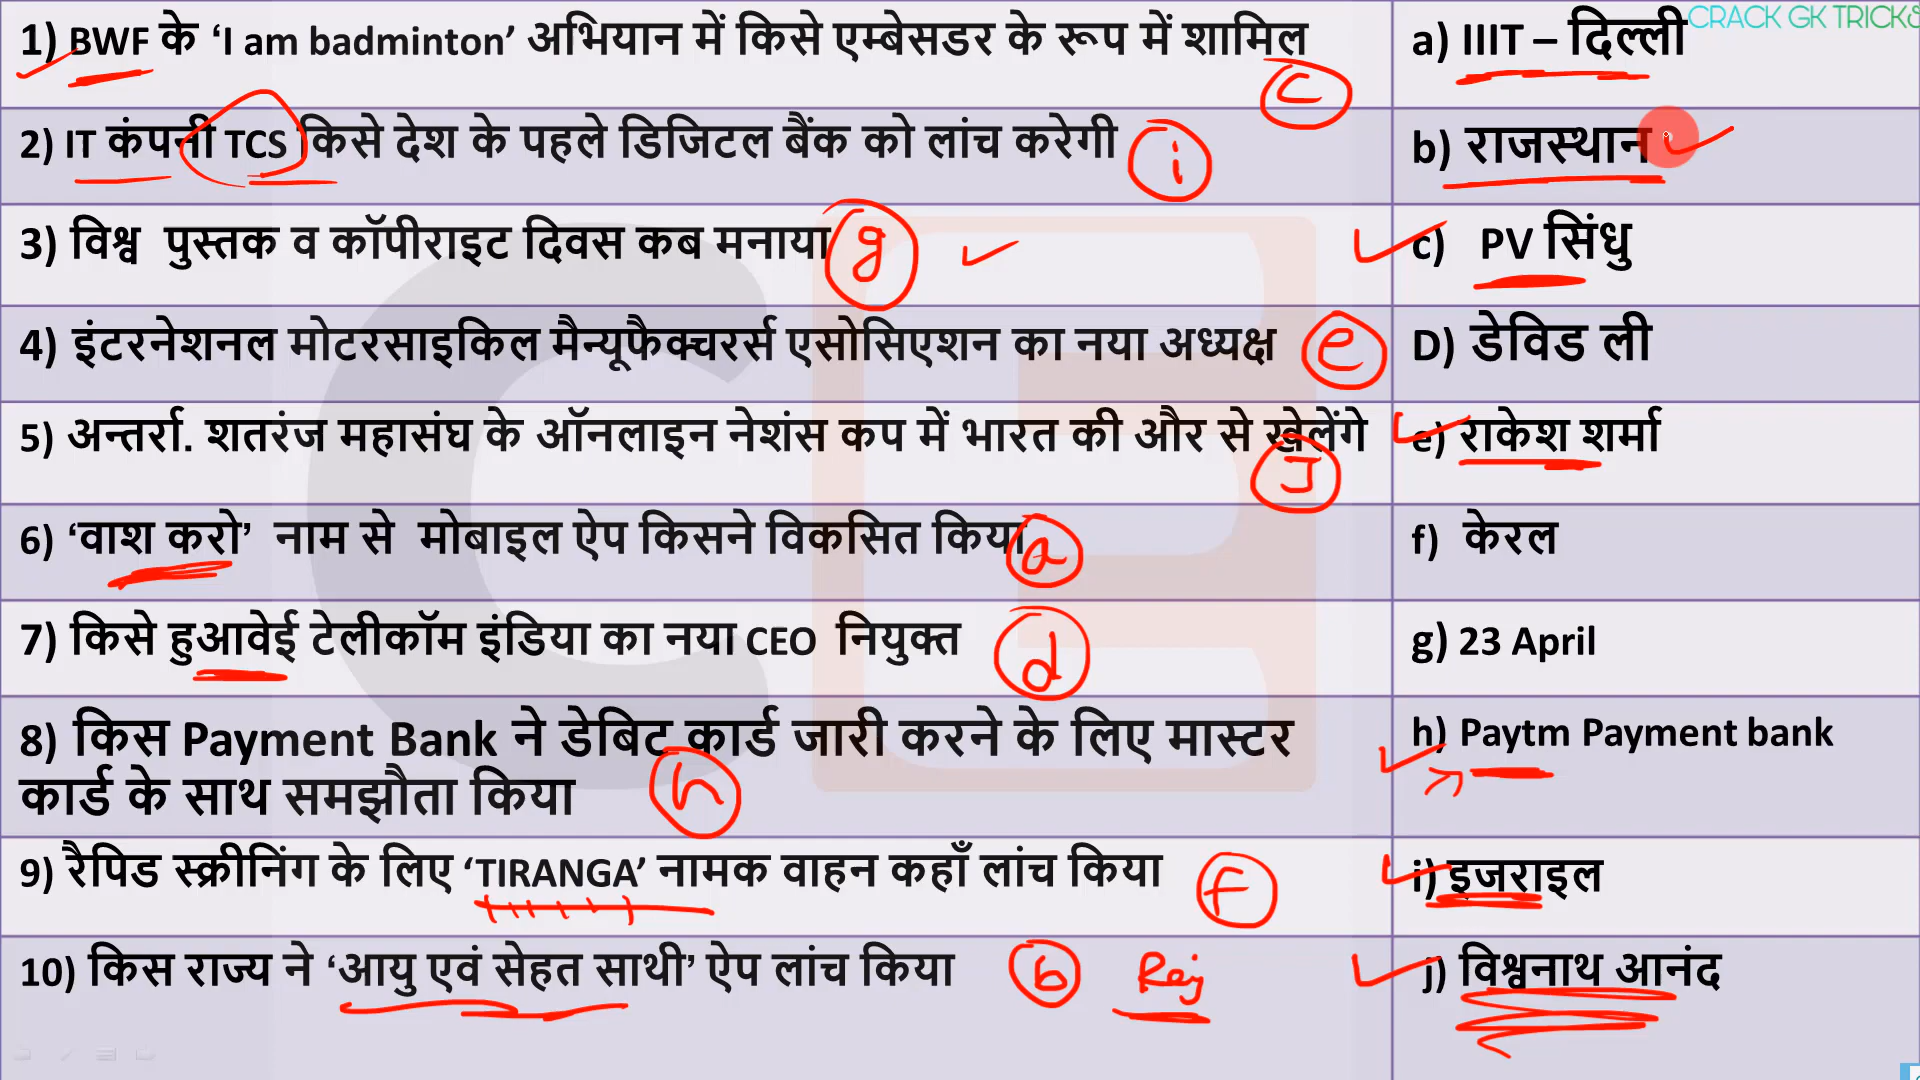 CRACK GK TRICKS
1) BWF के ‘I am badminton’ अभियान में किसे एम्बेसडर के रूप में शामिल
c
a) IIIT – दिल्ली
2) IT कंपनी TCS किसे देश के पहले डिजिटल बैंक को लांच करेगी
i
b) राजस्थान
3) विश्व पुस्तक व कॉपीराइट दिवस कब मनाया
g
c) PV सिंधु
4) इंटरनेशनल मोटरसाइकिल मैन्यूफैक्चरर्स एसोसिएशन का नया अध्यक्ष
e
D) डेविड ली
5) अन्तर्रा. शतरंज महासंघ के ऑनलाइन नेशंस कप में भारत की और से खेलेंगे
J
e) राकेश शर्मा
6) ‘वाश करो’ नाम से मोबाइल ऐप किसने विकसित किया
a
f) केरल
7) किसे हुआवेई टेलीकॉम इंडिया का नया CEO नियुक्त
d
g) 23 April
8) किस Payment Bank ने डेबिट कार्ड जारी करने के लिए मास्टर
कार्ड के साथ समझौता किया
h
h) Paytm Payment bank
9) रैपिड स्क्रीनिंग के लिए ‘TIRANGA’ नामक वाहन कहाँ लांच किया
F
i) इजराइल
10) किस राज्य ने ‘आयु एवं सेहत साथी’ ऐप लांच किया
b Raj
j) विश्वनाथ आनंद